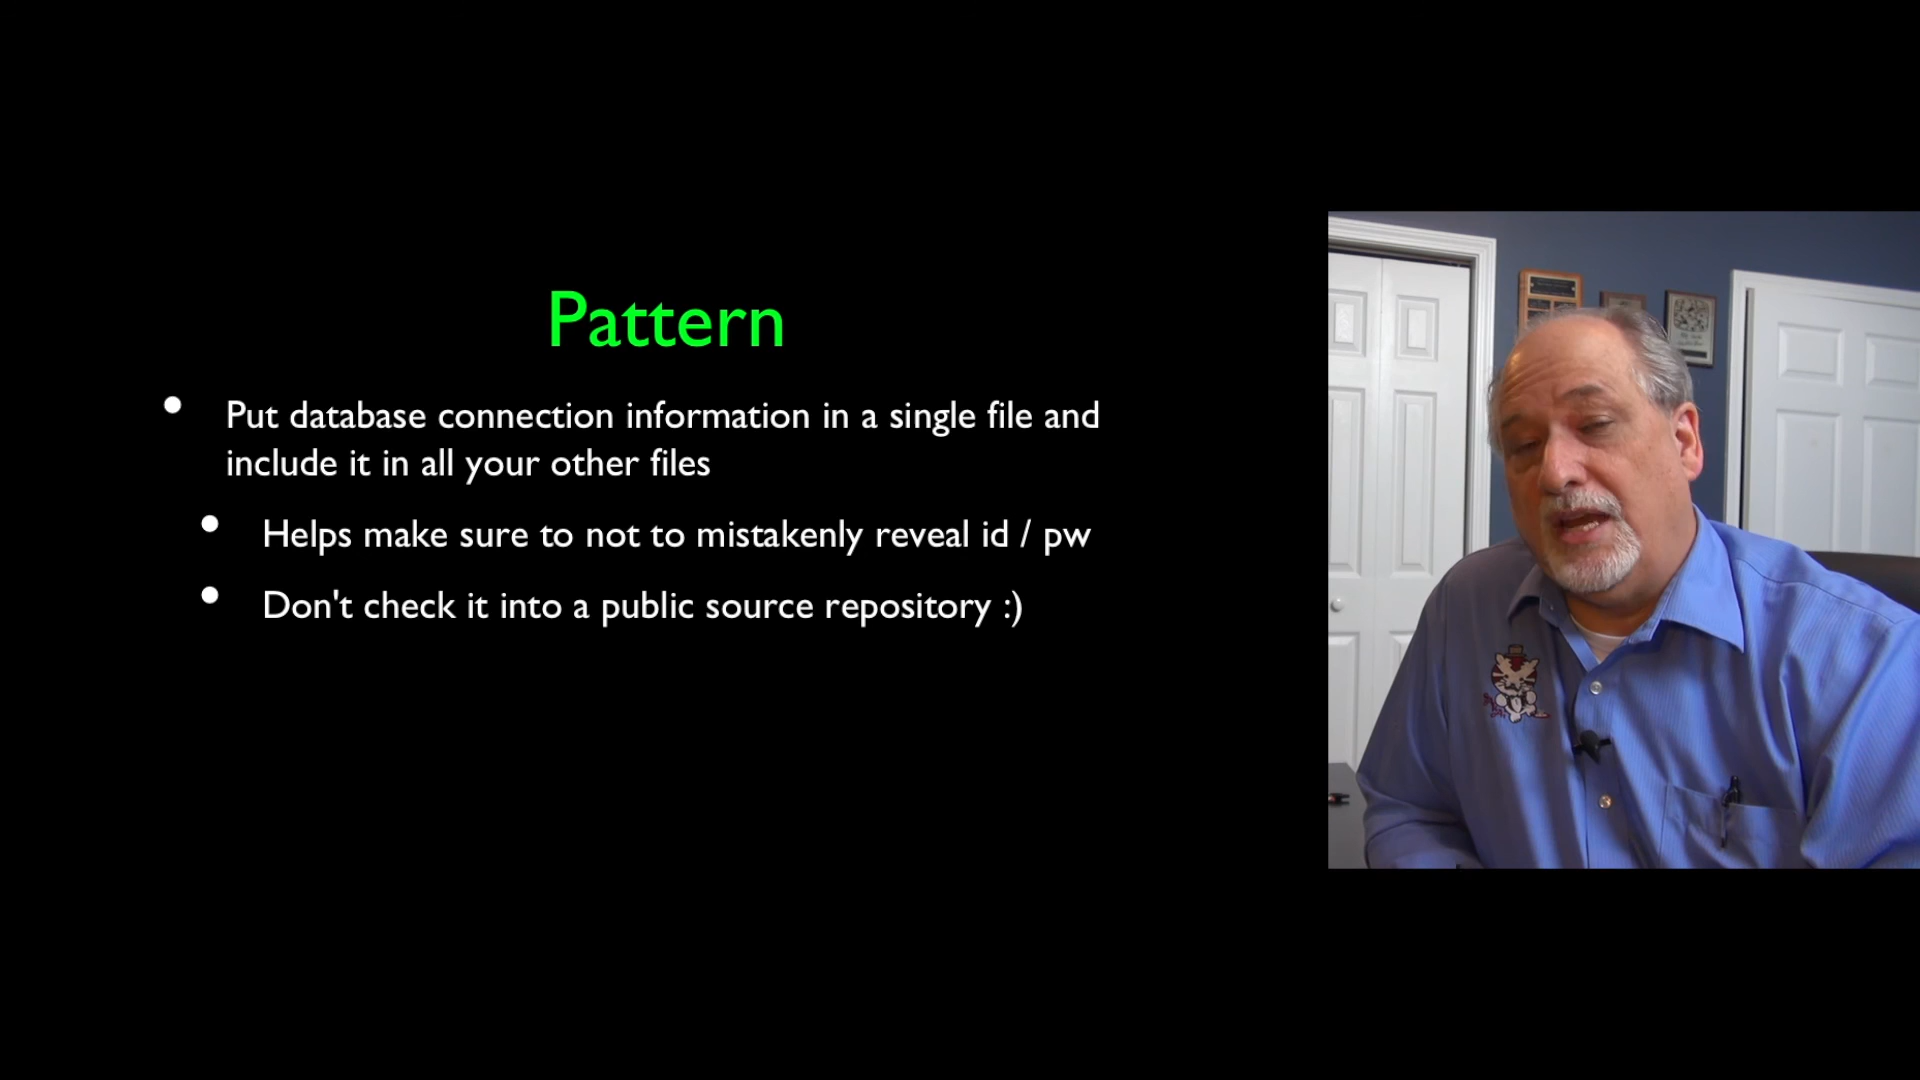 Pattern
• Put database connection information in a single file and
include it in all your other files
• Helps make sure to not to mistakenly reveal id / pw
• Don't check it into a public source repository :)